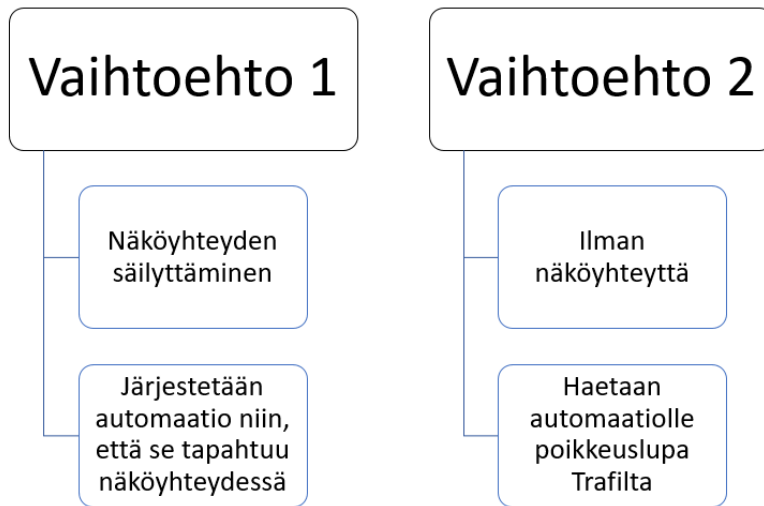 Vaihtoehto 1
Näköyhteyden
säilyttäminen
Järjestetään
automaatio niin,
että se tapahtuu
näköyhteydessä
Vaihtoehto 2
Ilman
näköyhteyttä
Haetaan
automaatiolle
poikkeuslupa
Trafilta